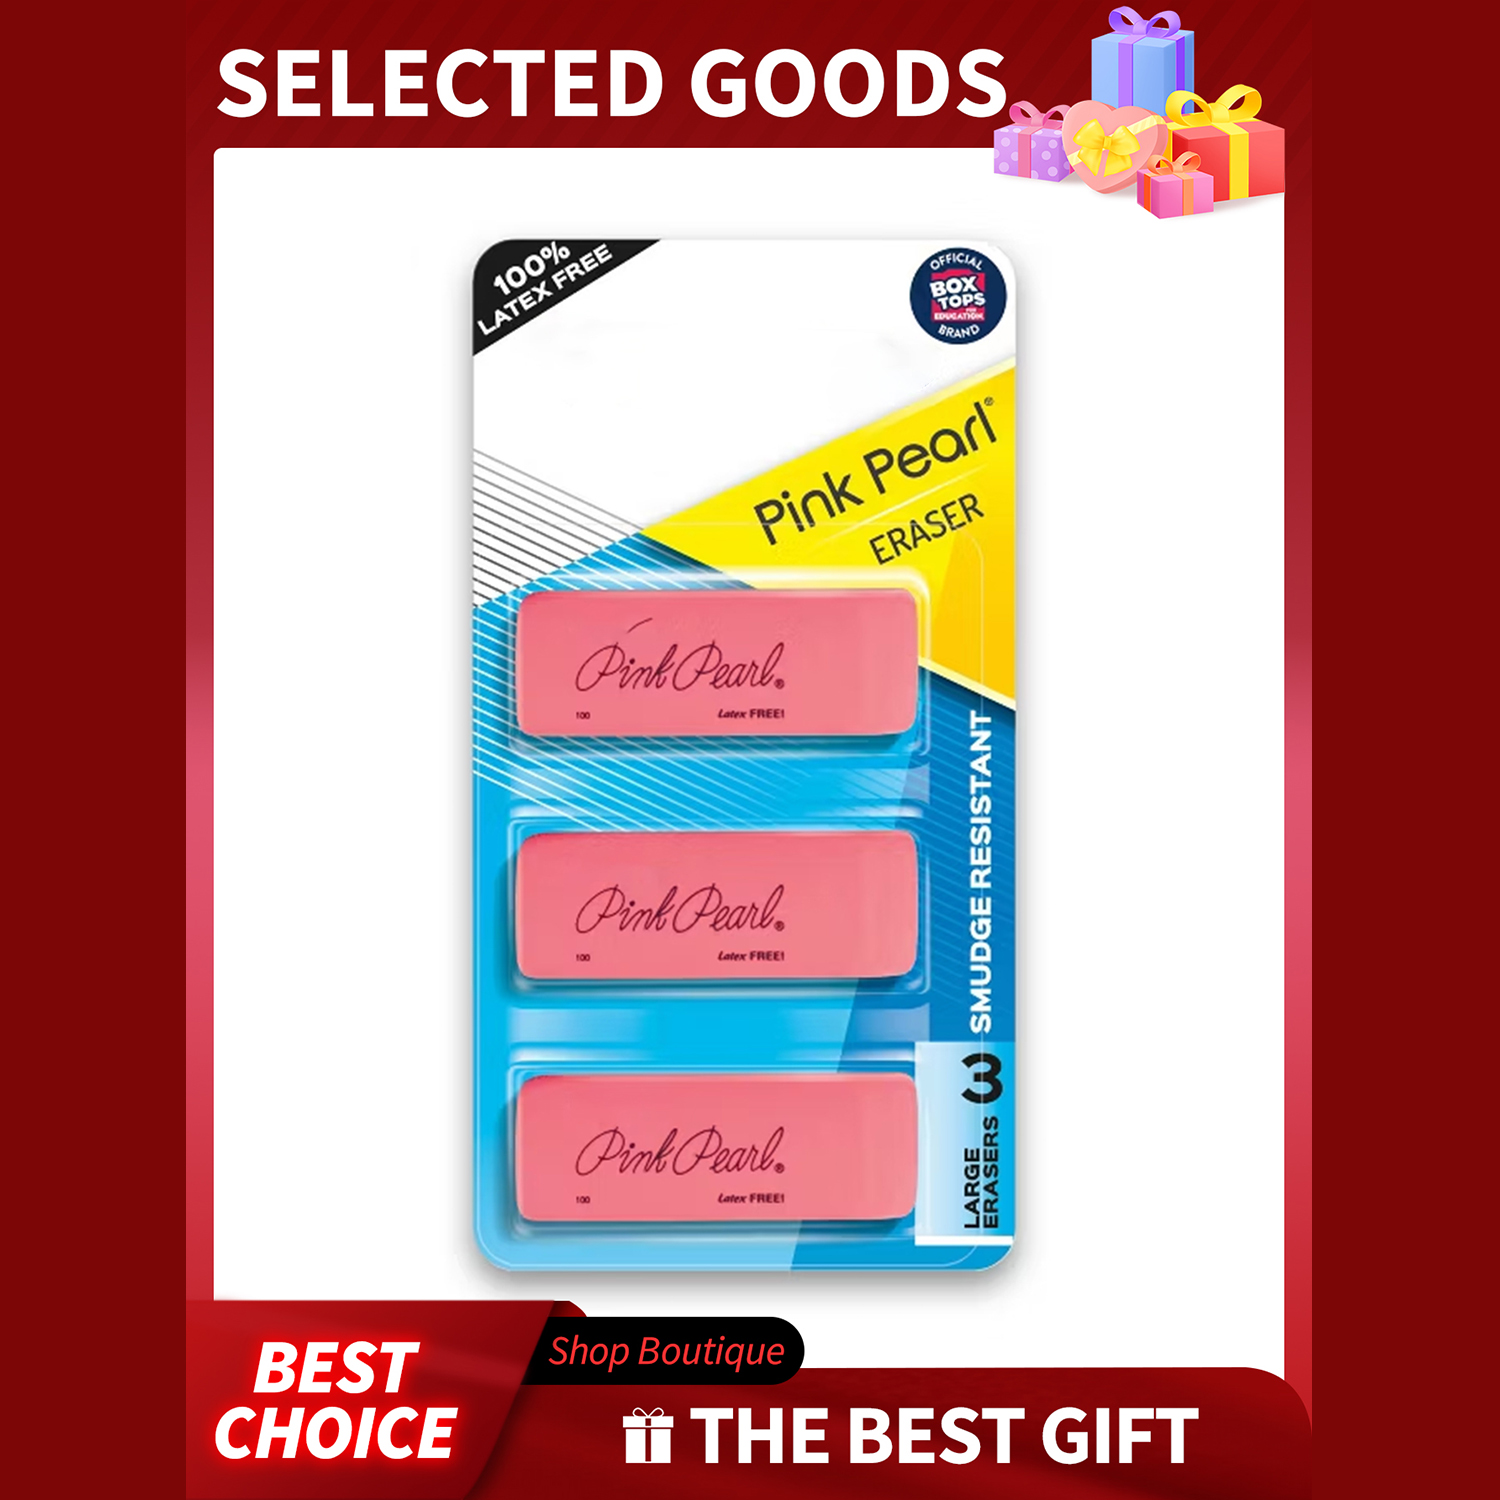 SELECTED GOODS
100%
LATEX FREE
OFFICIAL
BOX
TOPS
FOR
EDUCATION
BRAND
Pink Pearl®
ERASER
Pink Pearl®
100 Latex FREE!
SMUDGE RESISTANT
Pink Pearl®
100 Latex FREE!
3
LARGE
ERASERS
Pink Pearl®
100 Latex FREE!
BEST
CHOICE
Shop Boutique
THE BEST GIFT